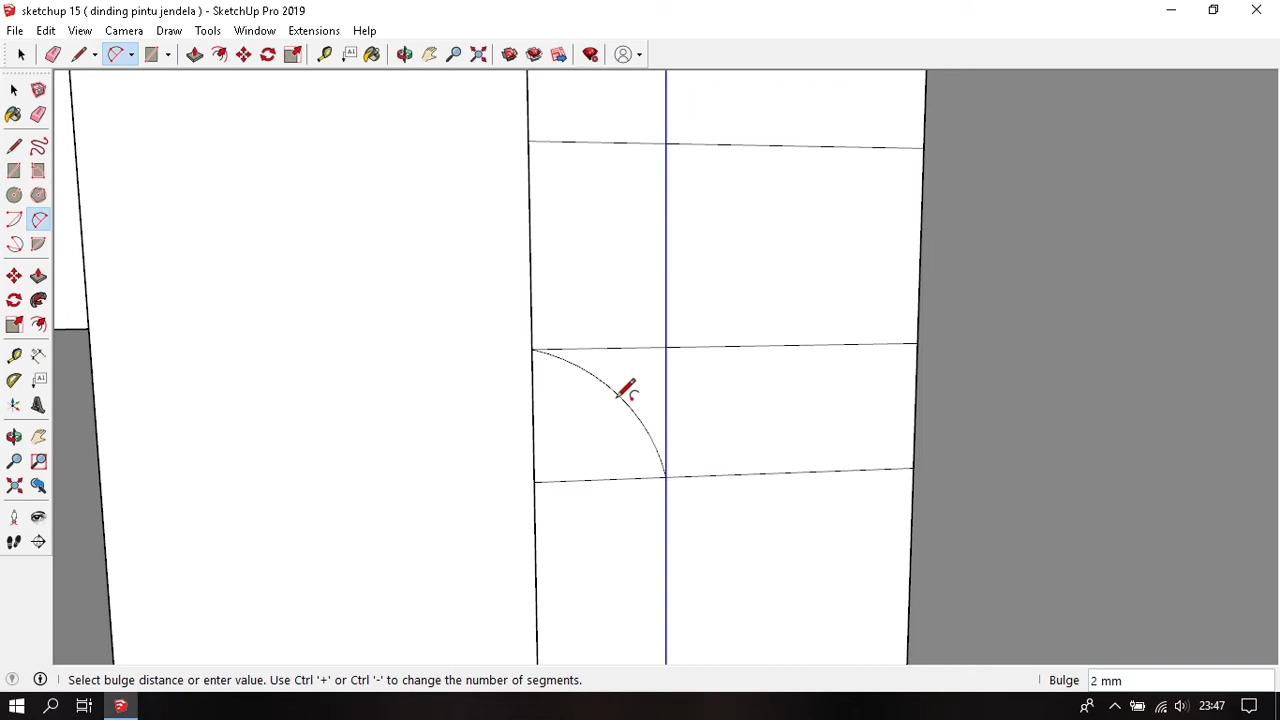 sketchup 15 ( dinding pintu jendela ) - SketchUp Pro 2019
File Edit View Camera Draw Tools Window Extensions Help
Select bulge distance or enter value. Use Ctrl '+' or Ctrl '-' to change the number of segments.
Bulge 2 mm
23:47